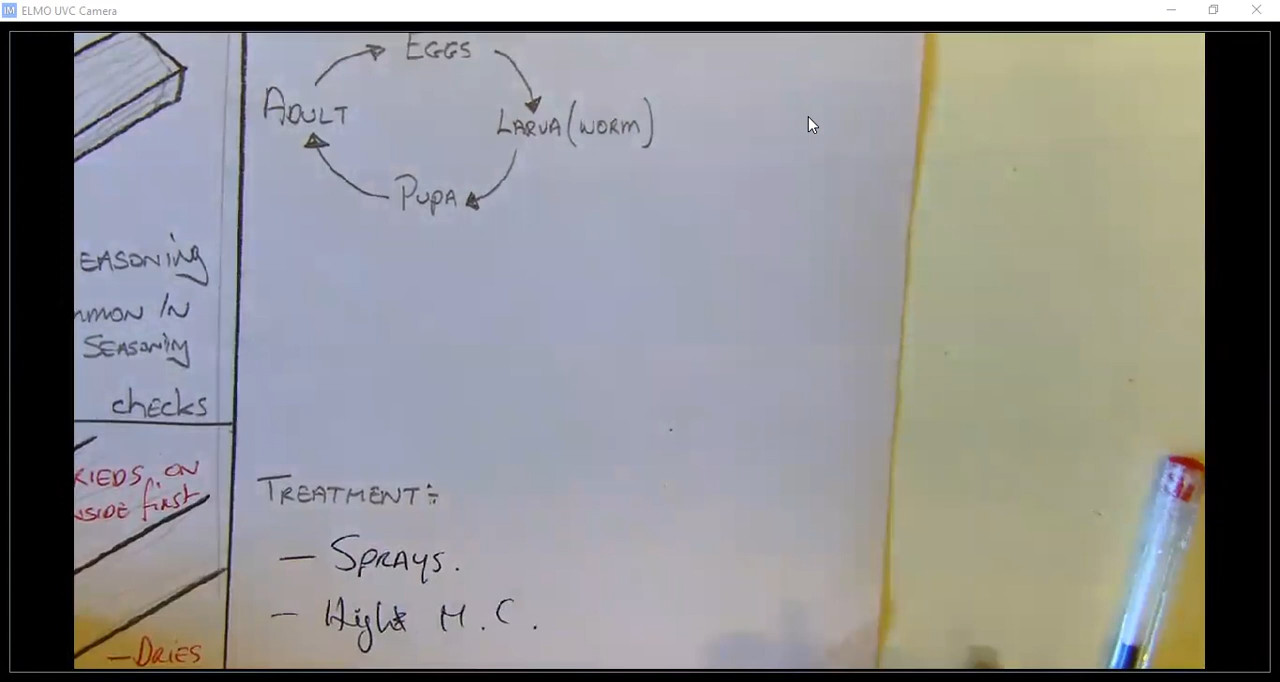 ELMO UVC Camera
EGGS
ADULT
LARVA (WORM)
PUPA
EASONING
MMON IN
SEASONING
checks
RIEDS, ON
NSIDE first
— DRIES
TREATMENT :-
— SPRAYS.
— High M.C.